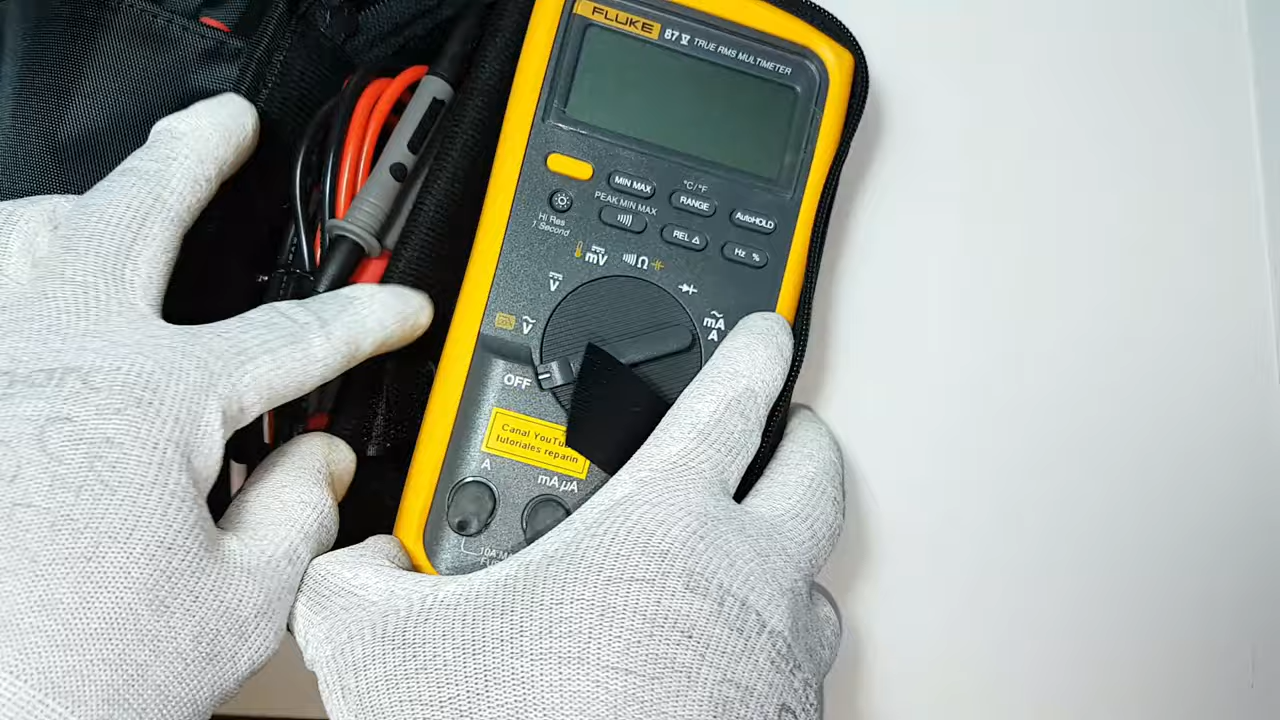 FLUKE 87 V TRUE RMS MULTIMETER
MIN MAX
°C/°F
RANGE
AutoHOLD
PEAK MIN MAX
HI Res
1 Second
REL Δ
Hz %
mV
Ω
V
mA
A
V
OFF
Canal YouTu
tutoriales reparin
A
mA µA
10A